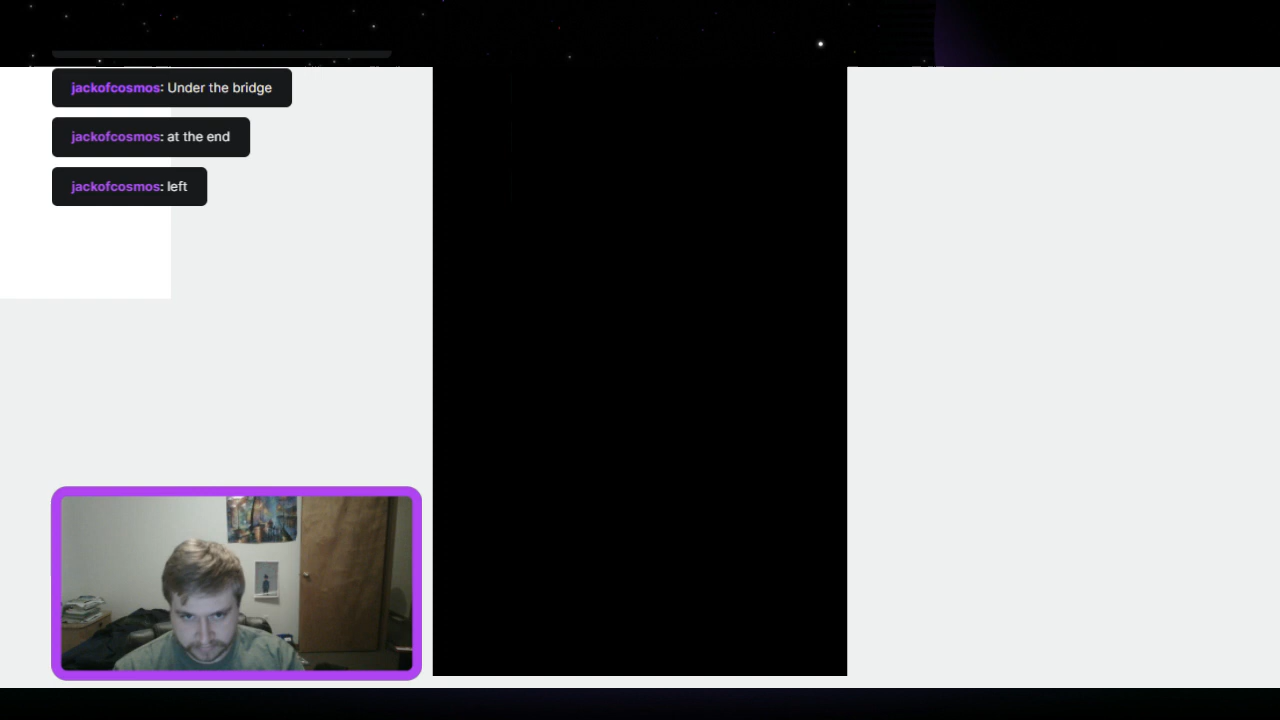 jackofcosmos: Under the bridge
jackofcosmos: at the end
jackofcosmos: left